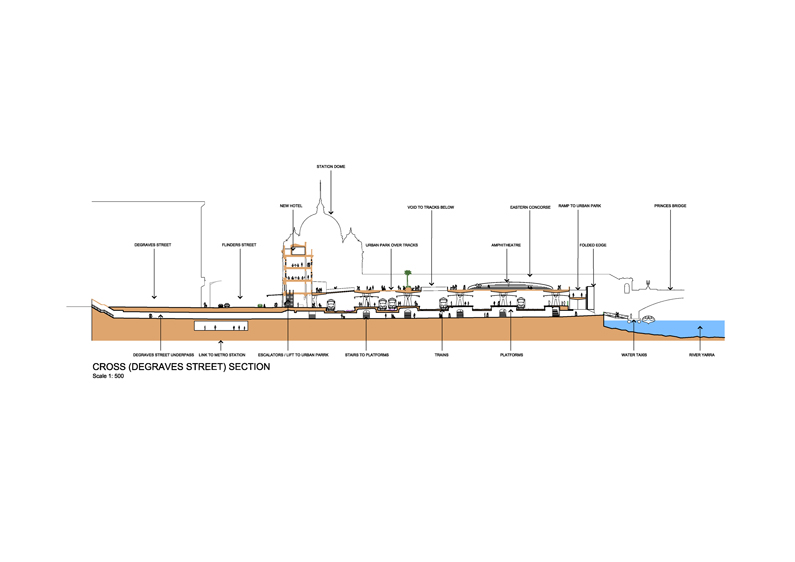 STATION DOME
NEW HOTEL
VOID TO TRACKS BELOW
EASTERN CONCORSE
RAMP TO URBAN PARK
PRINCES BRIDGE
DEGRAVES STREET
FLINDERS STREET
URBAN PARK OVER TRACKS
AMPHITHEATRE
FOLDED EDGE
DEGRAVES STREET UNDERPASS
LINK TO METRO STATION
ESCALATORS / LIFT TO URBAN PARRK
STAIRS TO PLATFORMS
TRAINS
PLATFORMS
WATER TAXIS
RIVER YARRA
CROSS (DEGRAVES STREET) SECTION
Scale 1: 500